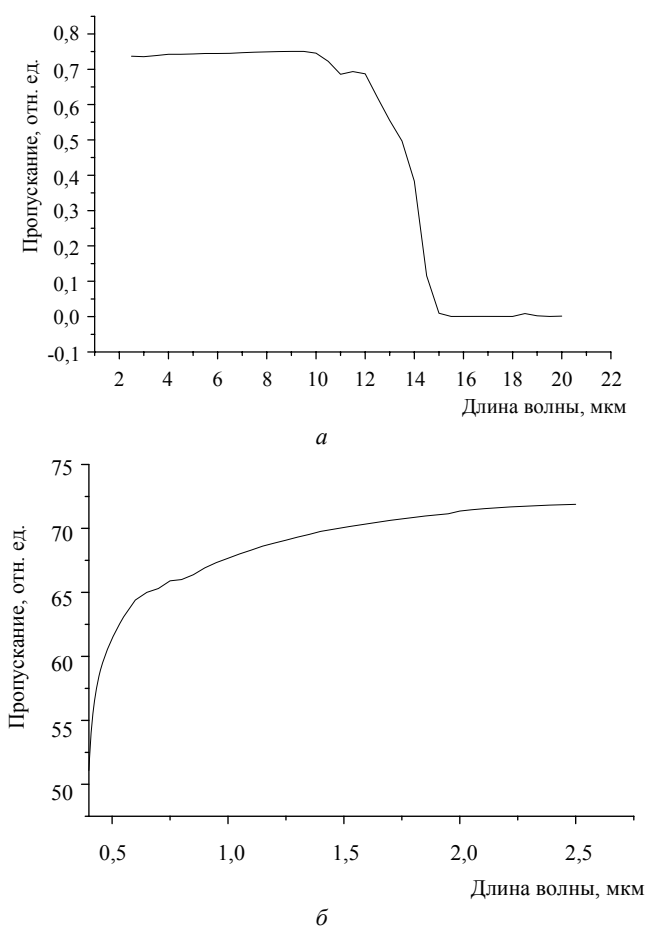 0,8
0,7
0,6
0,5
0,4
0,3
0,2
0,1
0,0
-0,1
Пропускание, отн. ед.
2 4 6 8 10 12 14 16 18 20 22
Длина волны, мкм
а
75
70
65
60
55
50
Пропускание, отн. ед.
0,5 1,0 1,5 2,0 2,5
Длина волны, мкм
б